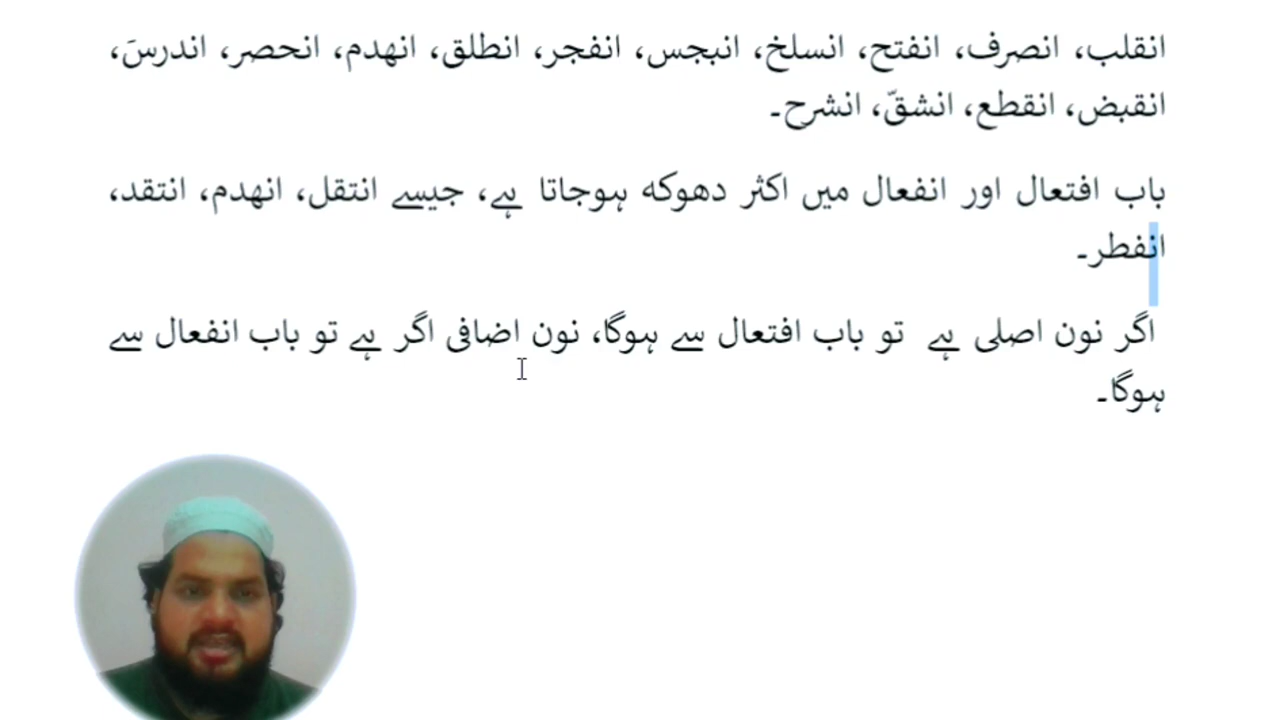 انقلب، انصرف، انفتح، انسلخ، انبجس، انفجر، انطلق، انهدم، انحصر، اندرسَ،
انقبض، انقطع، انشقّ، انشرح۔
باب افتعال اور انفعال میں اکثر دھوکہ ہوجاتا ہے، جیسے انتقل، انهدم، انتقد،
انفطر۔
اگر نون اصلی ہے تو باب افتعال سے ہوگا، نون اضافی اگر ہے تو باب انفعال سے
ہوگا۔